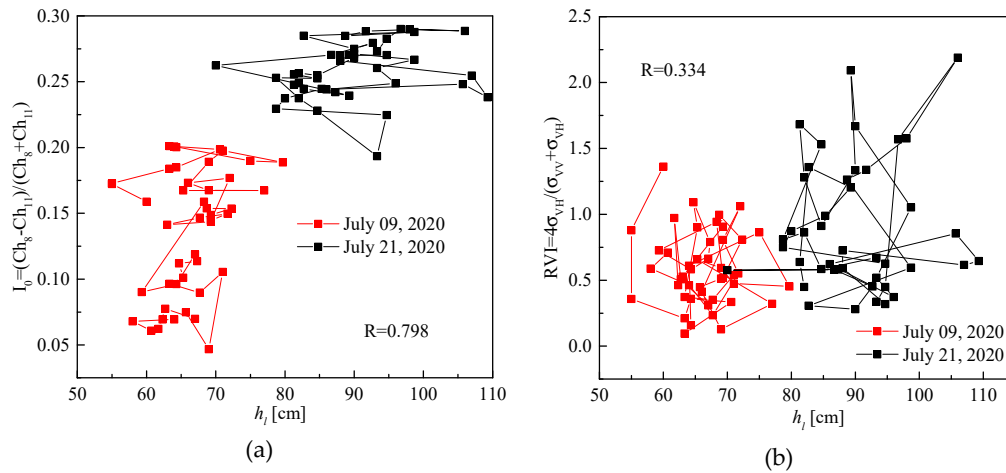 (a)
0.30
0.25
0.20
0.15
0.10
0.05
I₀=(Ch₈-Ch₁₁)/(Ch₈+Ch₁₁)
July 09, 2020
July 21, 2020
R=0.798
50 60 70 80 90 100 110
hₗ [cm]
(a)
2.5
2.0
1.5
1.0
0.5
0.0
RVI=4σ_VH/(σ_VV+σ_VH)
R=0.334
July 09, 2020
July 21, 2020
50 60 70 80 90 100 110
hₗ [cm]
(b)
(b)